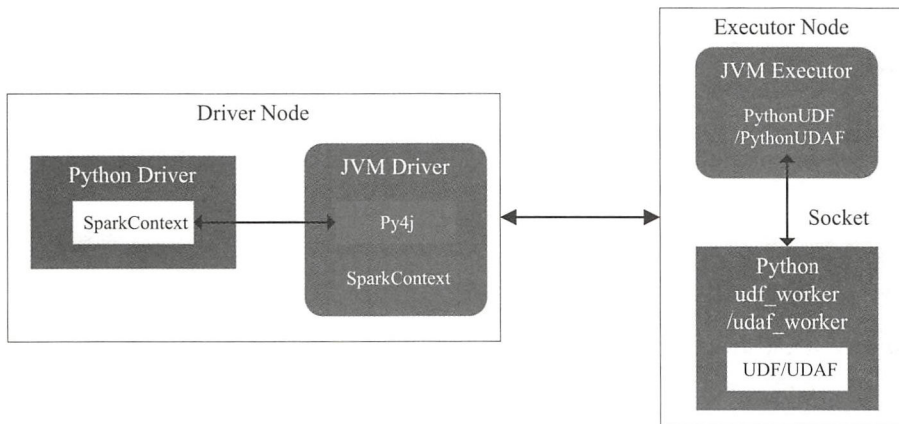 Driver Node
Python Driver
SparkContext
JVM Driver
Py4j
SparkContext
Executor Node
JVM Executor
PythonUDF
/PythonUDAF
Socket
Python
udf_worker
/udaf_worker
UDF/UDAF